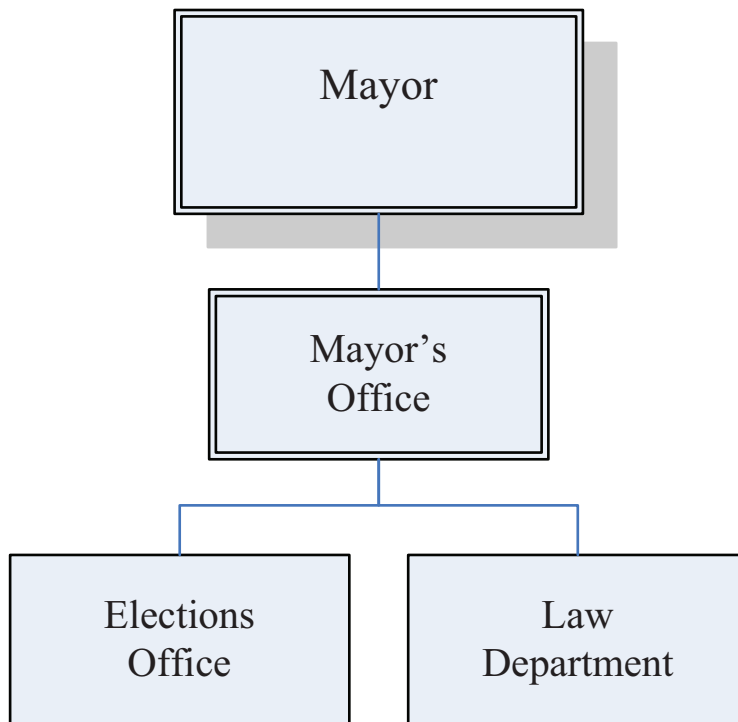 Mayor
Mayor’s
Office
Elections
Office
Law
Department